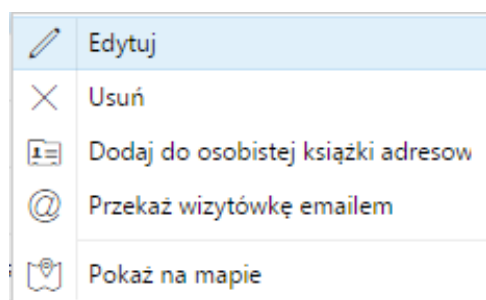 Edytuj
Usuń
Dodaj do osobistej książki adresow
Przekaż wizytówkę emailem
Pokaż na mapie